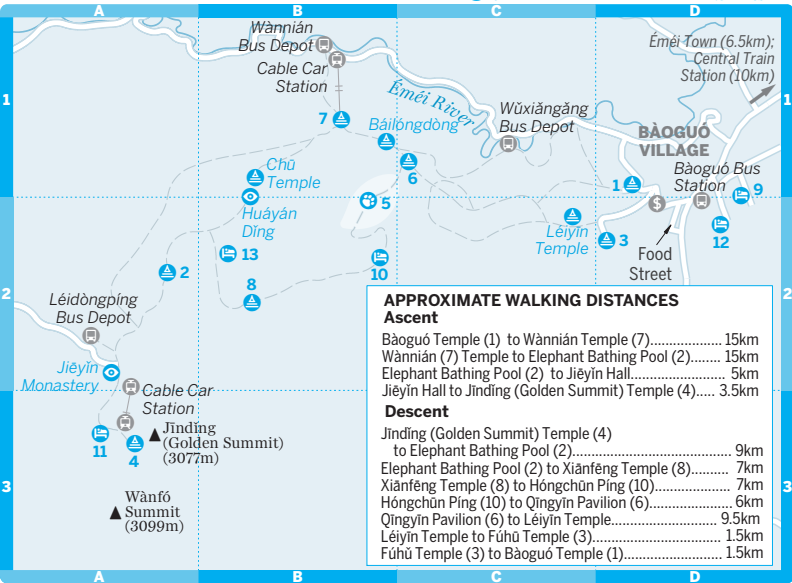 A
B
C
D
Wànnián
Bus Depot
Cable Car
Station
Éméi Town (6.5km);
Central Train
Station (10km)
1
1
Éméi River
Wǔxiǎngǎng
Bus Depot
7
Báilóngdòng
BÀOGUÓ
VILLAGE
Bàoguó Bus
Station
Chū
Temple
6
1
9
5
$
Huáyán
Dǐng
Léiyīn
Temple
3
12
13
Food
Street
10
2
8
2
2
Léidòngpíng
Bus Depot
Jiēyǐn
Monastery
Cable Car
Station
Jīndǐng
(Golden Summit)
(3077m)
11
4
3
3
Wànfó
Summit
(3099m)
APPROXIMATE WALKING DISTANCES
Ascent
Bàoguó Temple (1) to Wànnián Temple (7).................. 15km
Wànnián (7) Temple to Elephant Bathing Pool (2)....... 15km
Elephant Bathing Pool (2) to Jiēyǐn Hall........................ 5km
Jiēyǐn Hall to Jīndǐng (Golden Summit) Temple (4)..... 3.5km
Descent
Jīndǐng (Golden Summit) Temple (4)
to Elephant Bathing Pool (2)........................................ 9km
Elephant Bathing Pool (2) to Xiānfēng Temple (8)......... 7km
Xiānfēng Temple (8) to Hóngchūn Píng (10)................... 7km
Hóngchūn Píng (10) to Qīngyīn Pavilion (6)..................... 6km
Qīngyīn Pavilion (6) to Léiyīn Temple........................... 9.5km
Léiyīn Temple to Fúhǔ Temple (3)................................ 1.5km
Fúhǔ Temple (3) to Bàoguó Temple (1)......................... 1.5km
A
B
C
D